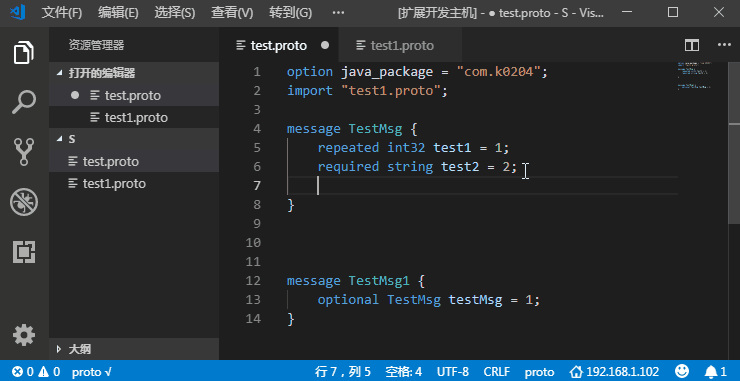 文件(F) 编辑(E) 选择(S) 查看(V) 转到(G) ··· [扩展开发主机] - ● test.proto - S - Vis...
资源管理器
打开的编辑器
test.proto
test1.proto
S
test.proto
test1.proto
大纲
test.proto test1.proto
1 option java_package = "com.k0204";
2 import "test1.proto";
3
4 message TestMsg {
5 repeated int32 test1 = 1;
6 required string test2 = 2;
7
8 }
9
10
11
12 message TestMsg1 {
13 optional TestMsg testMsg = 1;
14 }
0 0 proto √ 行 7，列 5 空格: 4 UTF-8 CRLF proto 192.168.1.102 1